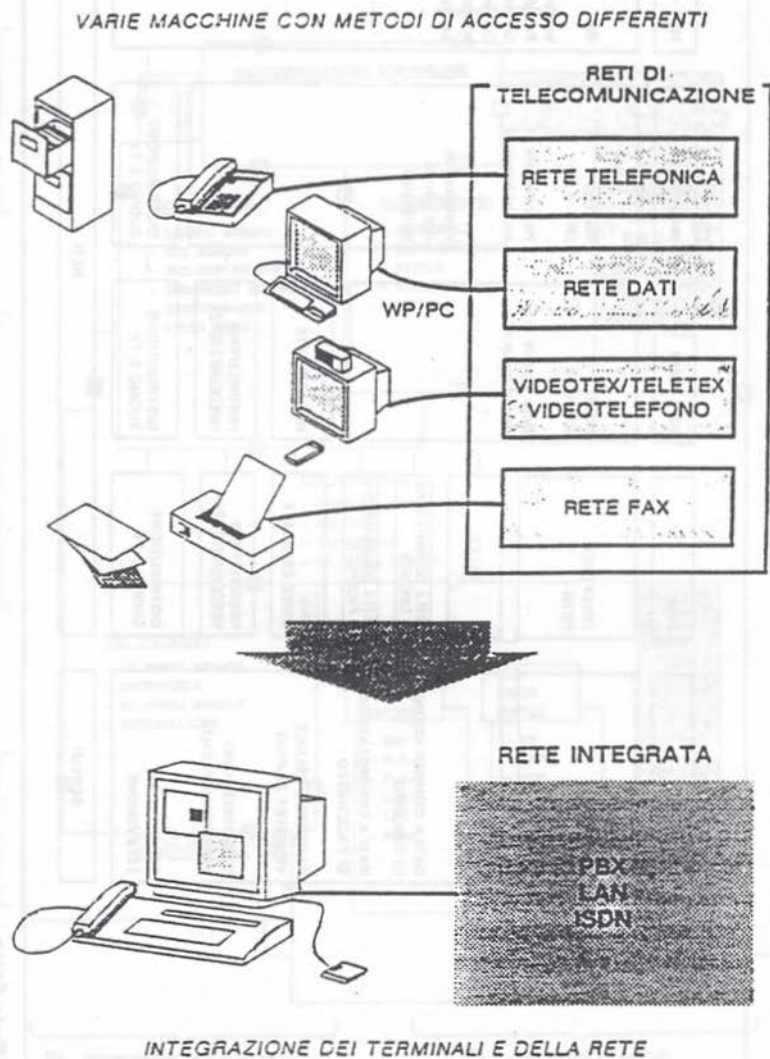 VARIE MACCHINE CON METODI DI ACCESSO DIFFERENTI
RETI DI
TELECOMUNICAZIONE
RETE TELEFONICA
RETE DATI
WP/PC
VIDEOTEX/TELETEX
VIDEOTELEFONO
RETE FAX
RETE INTEGRATA
PBX
LAN
ISDN
INTEGRAZIONE DEI TERMINALI E DELLA RETE